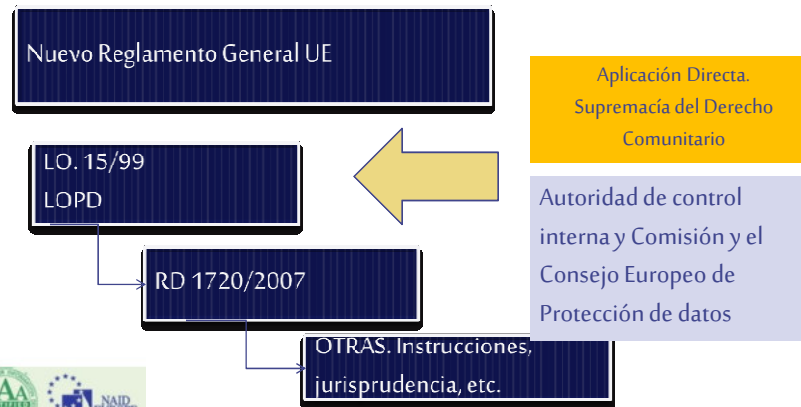 Nuevo Reglamento General UE
Aplicación Directa.
Supremacía del Derecho
Comunitario
LO. 15/99
LOPD
Autoridad de control
interna y Comisión y el
Consejo Europeo de
Protección de datos
RD 1720/2007
OTRAS. Instrucciones,
jurisprudencia, etc.
NAID